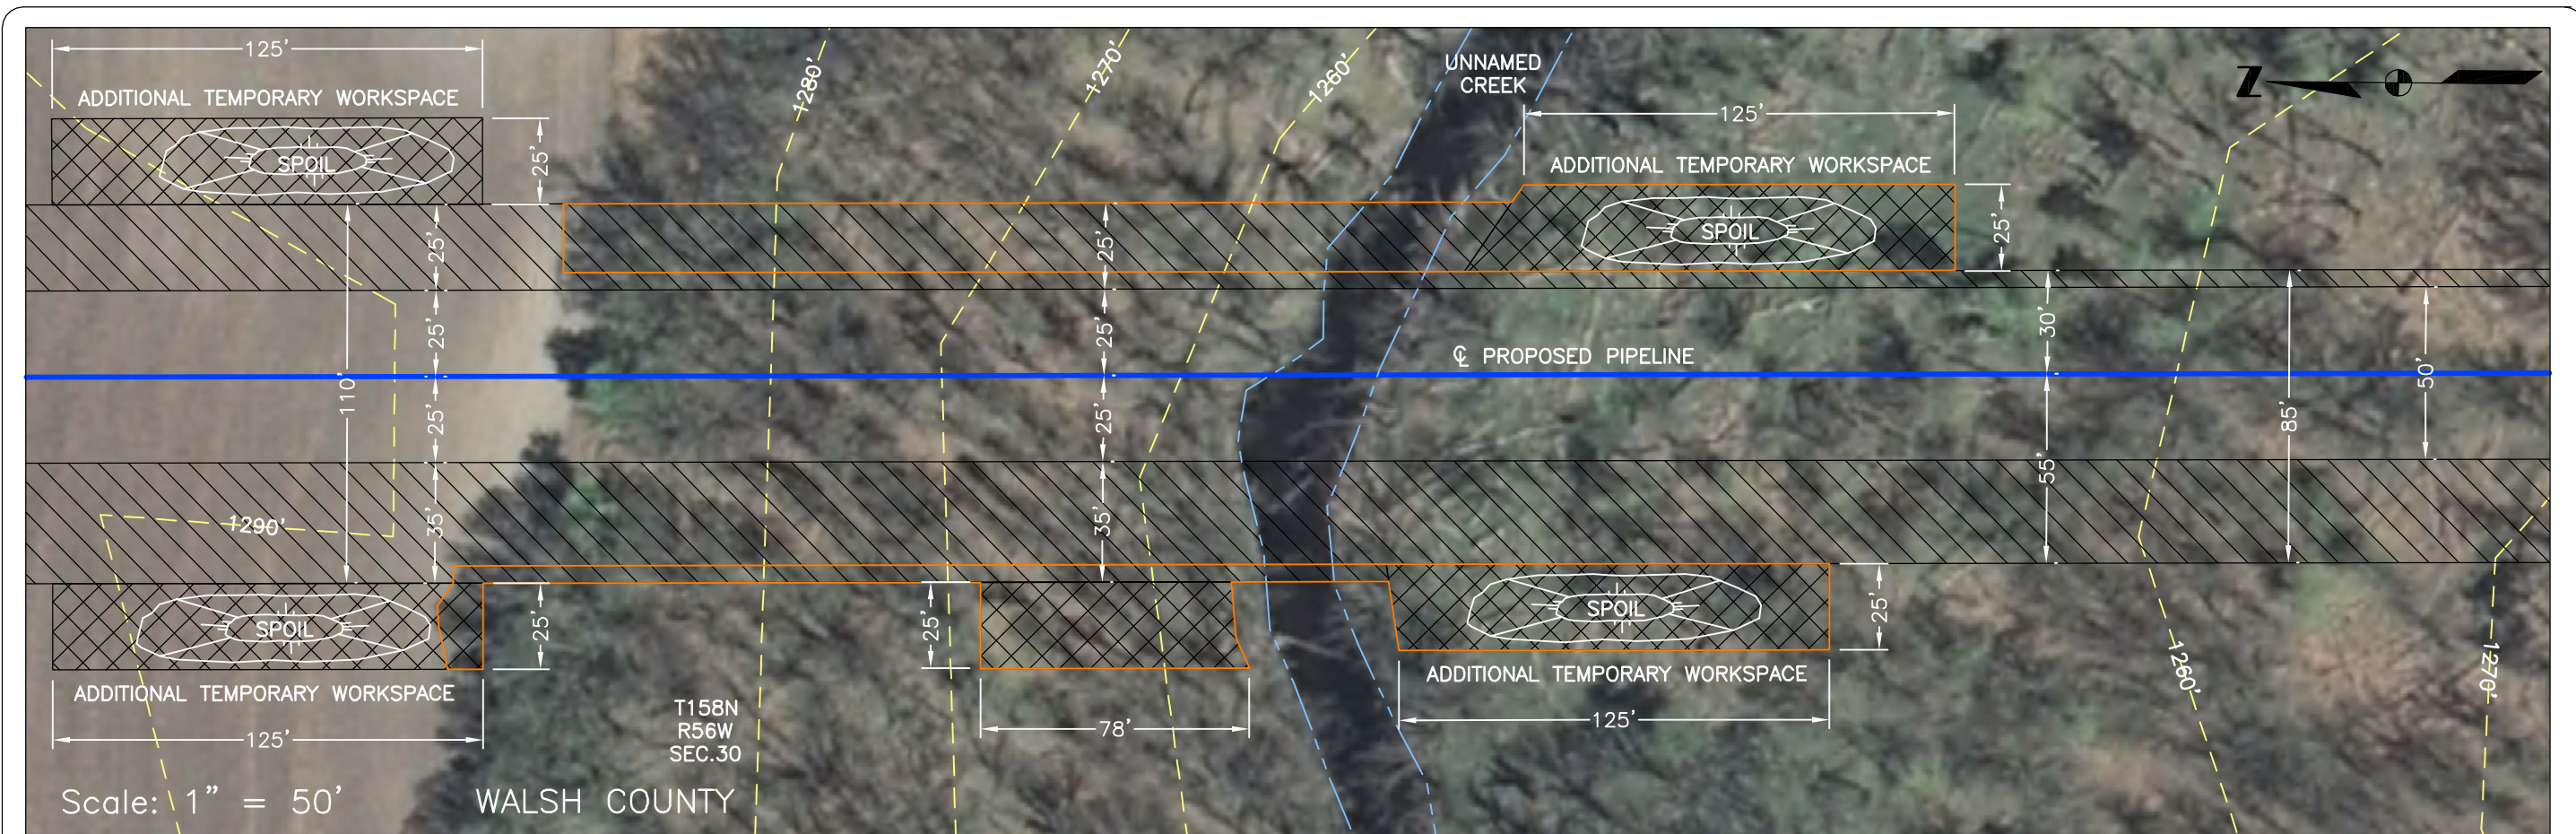 125'
ADDITIONAL TEMPORARY WORKSPACE
SPOIL
25'
1280'
1270'
1260'
UNNAMED
CREEK
125'
ADDITIONAL TEMPORARY WORKSPACE
SPOIL
25'
Z
110'
25'
25'
25'
35'
25'
25'
25'
35'
℄ PROPOSED PIPELINE
30'
55'
85'
50'
1290'
SPOIL
25'
ADDITIONAL TEMPORARY WORKSPACE
125'
25'
78'
SPOIL
25'
ADDITIONAL TEMPORARY WORKSPACE
125'
1260'
1270'
T158N
R56W
SEC.30
Scale: 1" = 50'
WALSH COUNTY